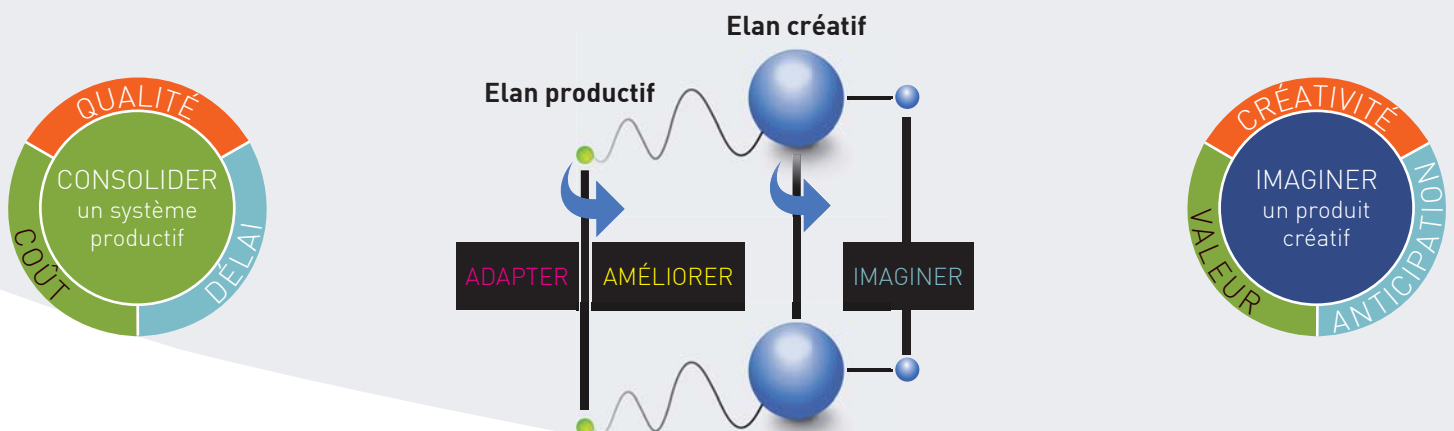 Elan créatif
Elan productif
QUALITÉ
COÛT
DÉLAI
CONSOLIDER
un système
productif
ADAPTER
AMÉLIORER
IMAGINER
CRÉATIVITÉ
VALEUR
ANTICIPATION
IMAGINER
un produit
créatif